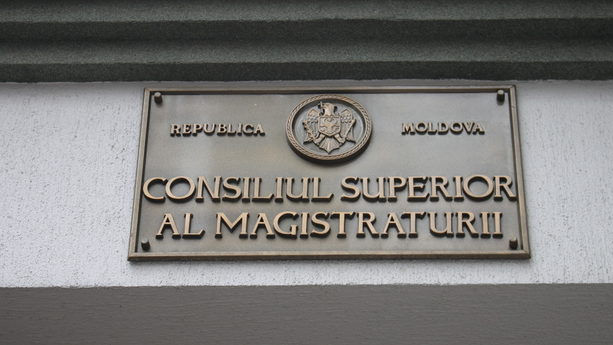 REPUBLICA MOLDOVA
CONSILIUL SUPERIOR
AL MAGISTRATURII